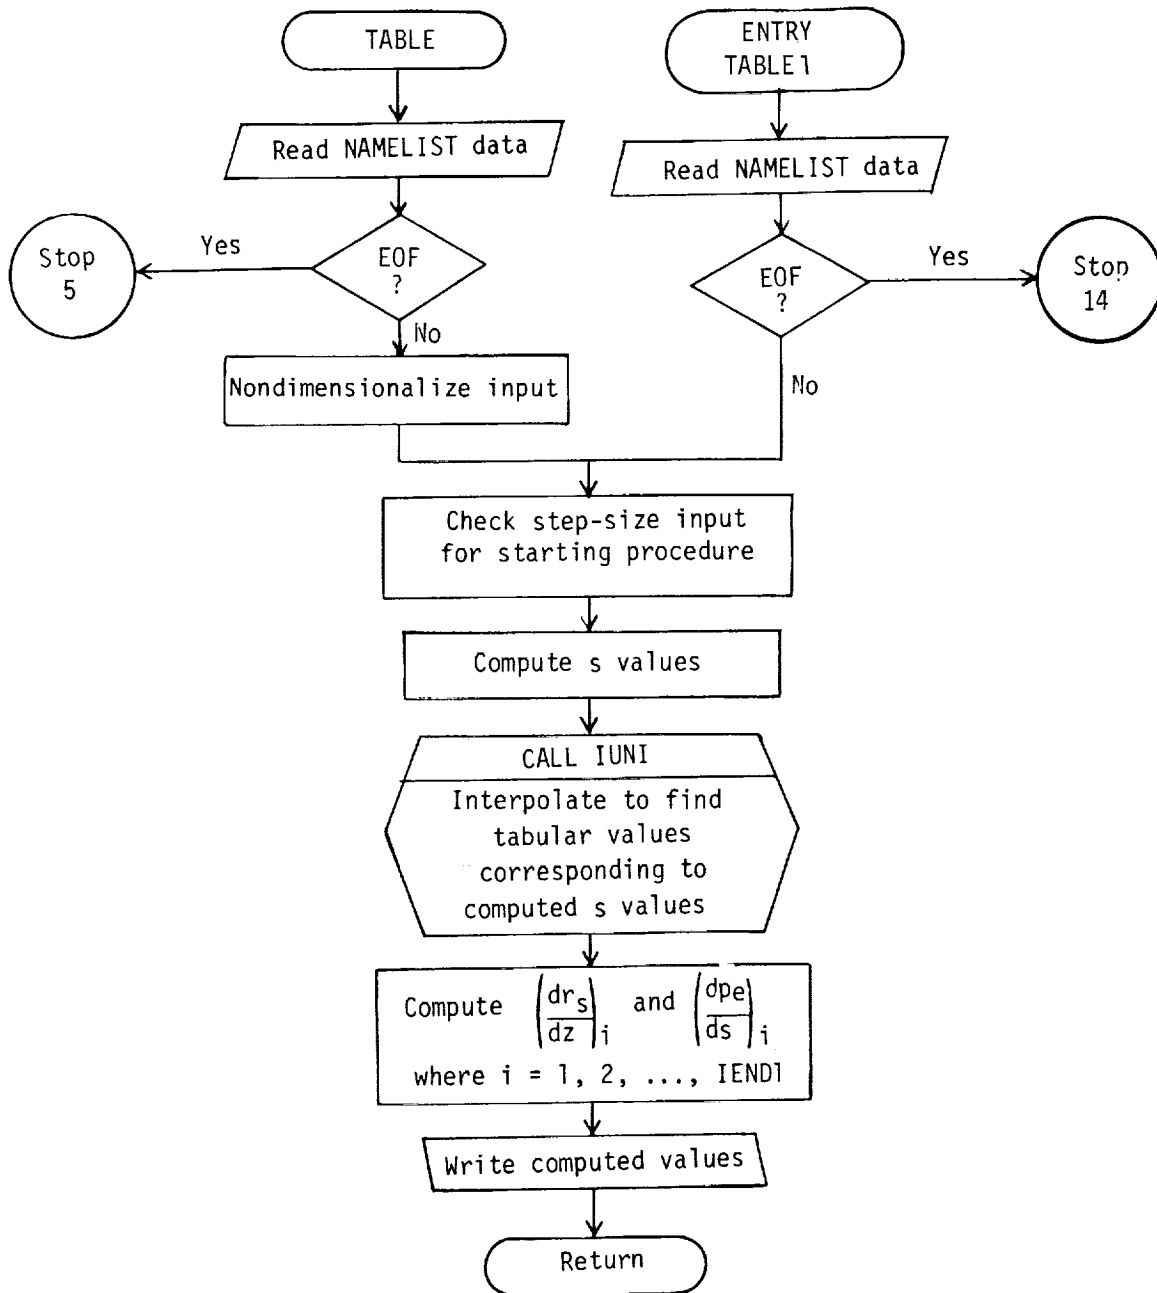 TABLE
ENTRY
TABLE1
Read NAMELIST data
Read NAMELIST data
Stop
5
Yes
EOF
?
EOF
?
Yes
Stop
14
No
No
Nondimensionalize input
Check step-size input
for starting procedure
Compute s values
CALL IUNI
Interpolate to find
tabular values
corresponding to
computed s values
Compute (dr_s/dz)_i and (dp_e/ds)_i
where i = 1, 2, ..., IEND1
Write computed values
Return